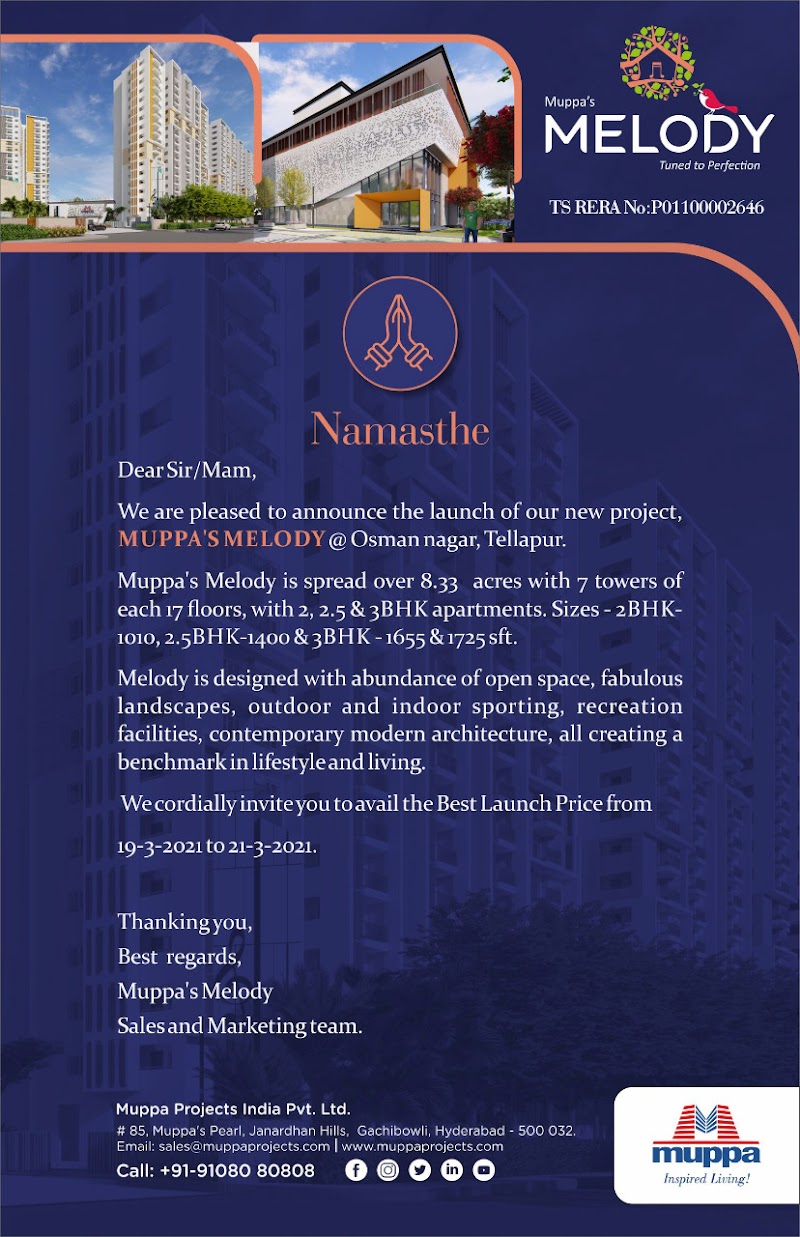 Muppa's
MELODY
Tuned to Perfection
TS RERA No:P01100002646
Namasthe
Dear Sir/Mam,
We are pleased to announce the launch of our new project,
MUPPA'S MELODY @ Osman nagar, Tellapur.
Muppa's Melody is spread over 8.33 acres with 7 towers of
each 17 floors, with 2, 2.5 & 3BHK apartments. Sizes - 2BHK-
1010, 2.5BHK-1400 & 3BHK - 1655 & 1725 sft.
Melody is designed with abundance of open space, fabulous
landscapes, outdoor and indoor sporting, recreation
facilities, contemporary modern architecture, all creating a
benchmark in lifestyle and living.
We cordially invite you to avail the Best Launch Price from
19-3-2021 to 21-3-2021.
Thanking you,
Best regards,
Muppa's Melody
Sales and Marketing team.
Muppa Projects India Pvt. Ltd.
# 85, Muppa's Pearl, Janardhan Hills, Gachibowli, Hyderabad - 500 032.
Email: sales@muppaprojects.com | www.muppaprojects.com
Call: +91-91080 80808
muppa
Inspired Living!